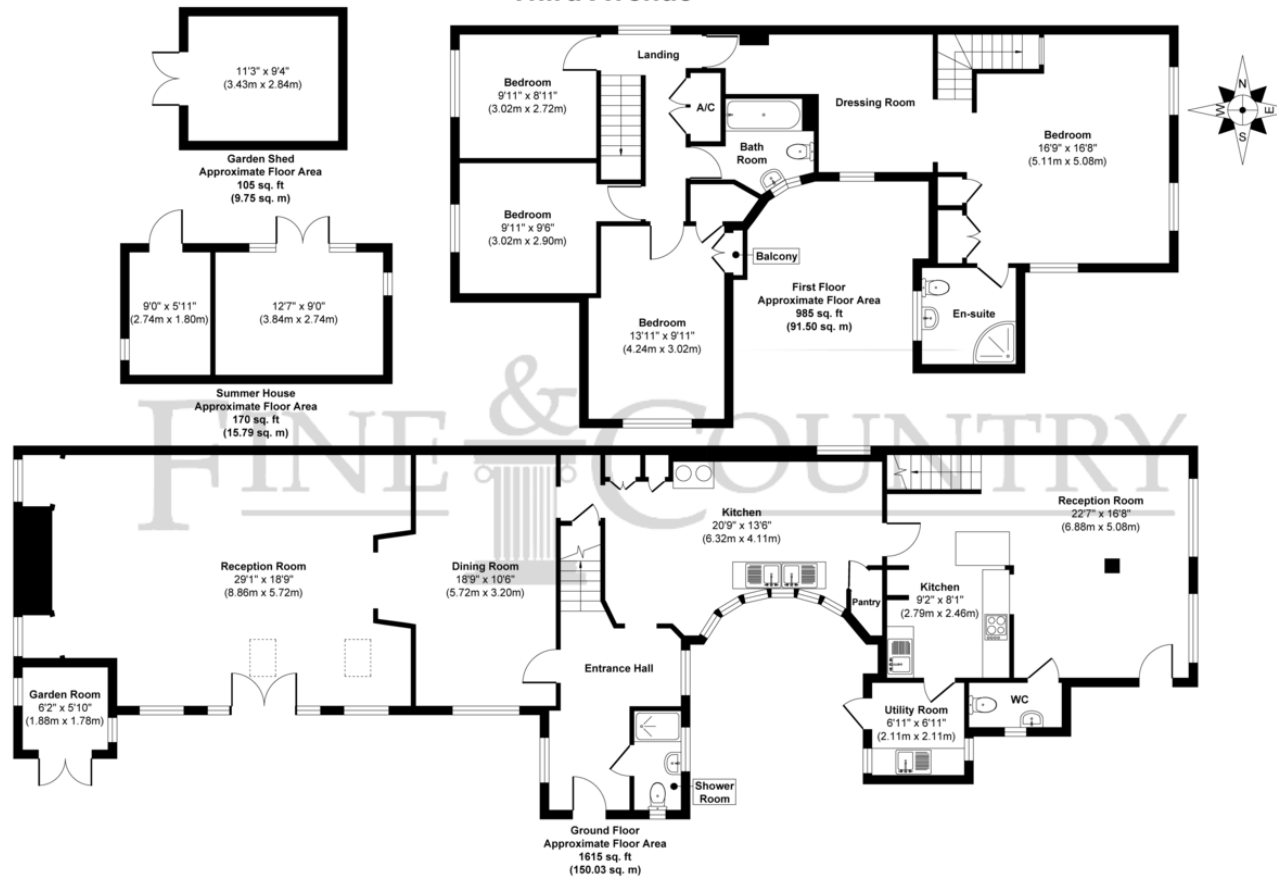 11'3" x 9'4"
(3.43m x 2.84m)
Garden Shed
Approximate Floor Area
105 sq. ft
(9.75 sq. m)
9'0" x 5'11"
(2.74m x 1.80m)
12'7" x 9'0"
(3.84m x 2.74m)
Summer House
Approximate Floor Area
170 sq. ft
(15.79 sq. m)
Landing
Bedroom
9'11" x 8'11"
(3.02m x 2.72m)
A/C
Bath
Room
Dressing Room
Bedroom
16'9" x 16'8"
(5.11m x 5.08m)
Bedroom
9'11" x 9'6"
(3.02m x 2.90m)
Balcony
Bedroom
13'11" x 9'11"
(4.24m x 3.02m)
First Floor
Approximate Floor Area
985 sq. ft
(91.50 sq. m)
En-suite
N
W
E
S
FINE & COUNTRY
Reception Room
29'1" x 18'9"
(8.86m x 5.72m)
Dining Room
18'9" x 10'6"
(5.72m x 3.20m)
Kitchen
20'9" x 13'6"
(6.32m x 4.11m)
Pantry
Reception Room
22'7" x 16'8"
(6.88m x 5.08m)
Kitchen
9'2" x 8'1"
(2.79m x 2.46m)
Entrance Hall
Garden Room
6'2" x 5'10"
(1.88m x 1.78m)
Utility Room
6'11" x 6'11"
(2.11m x 2.11m)
WC
Shower
Room
Ground Floor
Approximate Floor Area
1615 sq. ft
(150.03 sq. m)